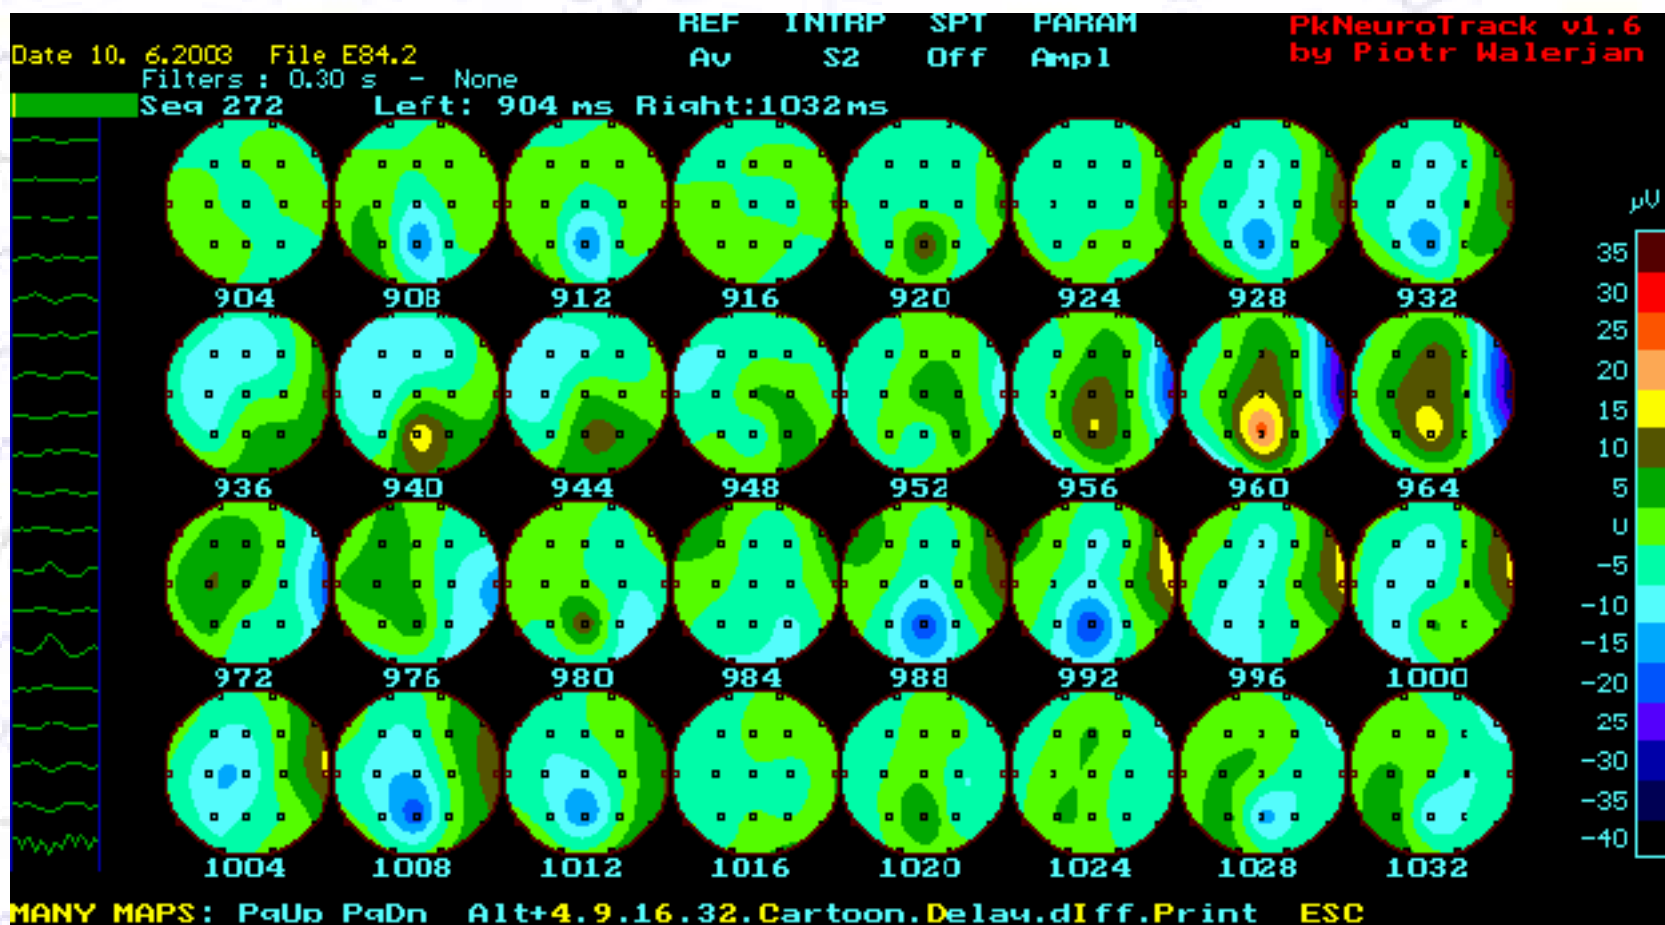 REF INTRP SPT PARAM PkNeuroTrack v1.6
Date 10. 6.2003 File E84.2 Av S2 Off Ampl by Piotr Walerjan
Filters : 0.30 s - None
Seq 272 Left: 904 ms Right:1032ms
µV
35
30
25
20
15
10
5
0
-5
-10
-15
-20
25
-30
-35
-40
904 908 912 916 920 924 928 932
936 940 944 948 952 956 960 964
972 976 980 984 988 992 996 1000
1004 1008 1012 1016 1020 1024 1028 1032
MANY MAPS: PgUp PgDn Alt+4.9.16.32.Cartoon.Delay.dIff.Print ESC